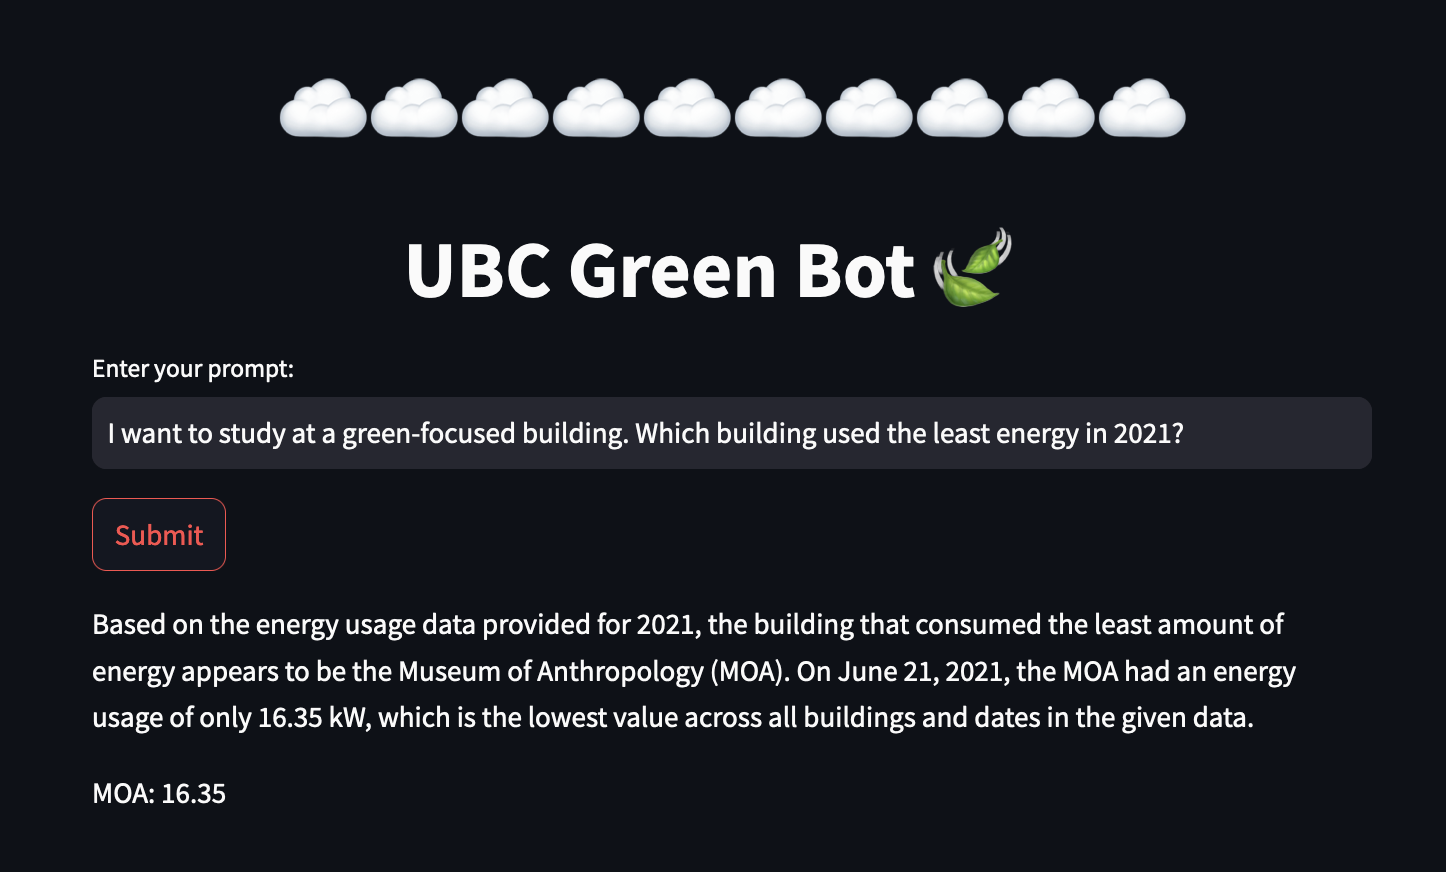 UBC Green Bot
Enter your prompt:
I want to study at a green-focused building. Which building used the least energy in 2021?
Submit
Based on the energy usage data provided for 2021, the building that consumed the least amount of
energy appears to be the Museum of Anthropology (MOA). On June 21, 2021, the MOA had an energy
usage of only 16.35 kW, which is the lowest value across all buildings and dates in the given data.
MOA: 16.35